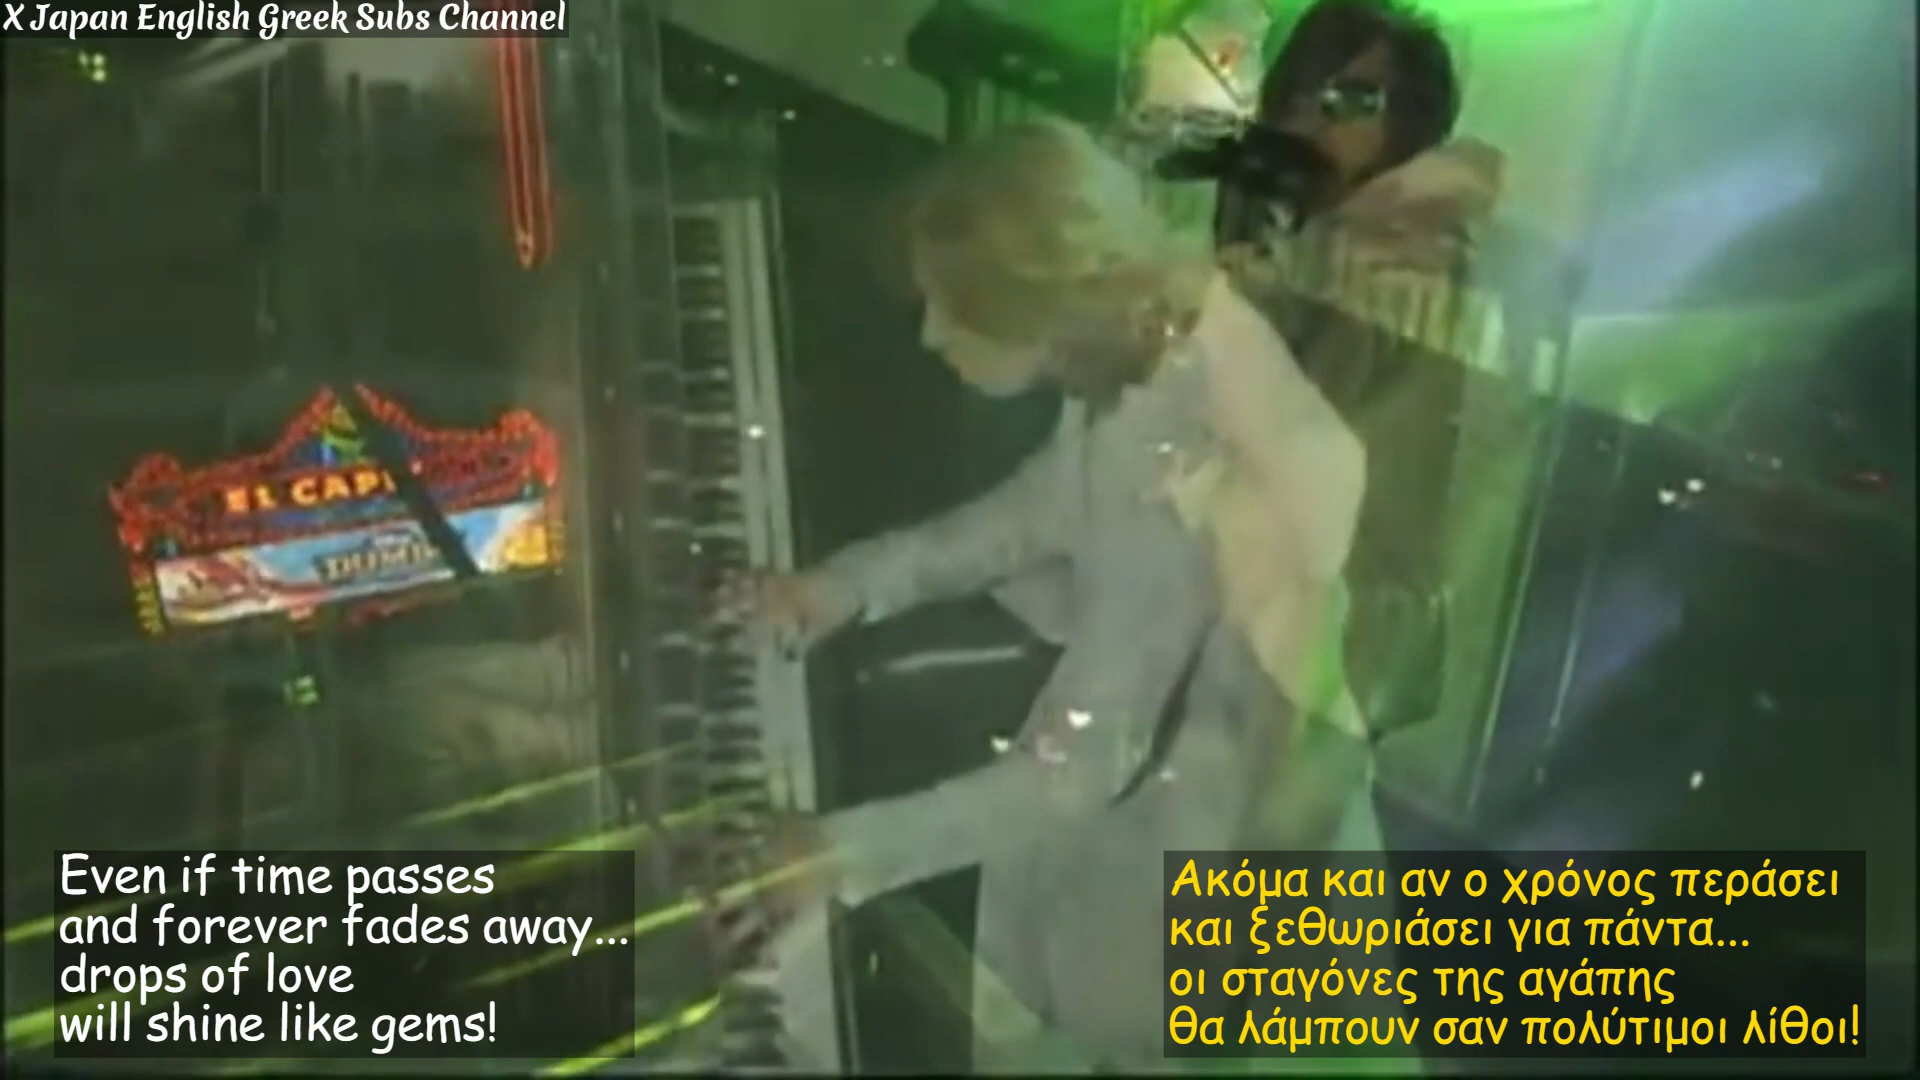 X Japan English Greek Subs Channel
EL CAPI
Even if time passes
and forever fades away...
drops of love
will shine like gems!
Ακόμα και αν ο χρόνος περάσει
και ξεθωριάσει για πάντα...
οι σταγόνες της αγάπης
θα λάμπουν σαν πολύτιμοι λίθοι!